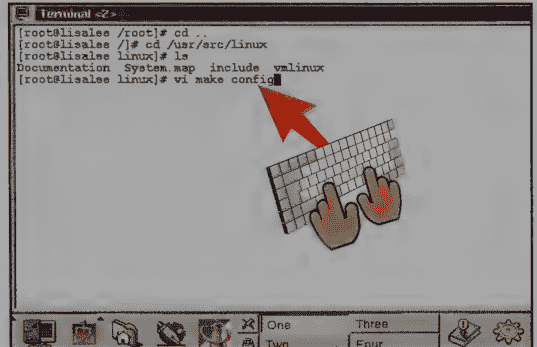 Terminal <2>
[root@lisalee /root]# cd ..
[root@lisalee /]# cd /usr/src/linux
[root@lisalee linux]# ls
Documentation System.map include vmlinux
[root@lisalee linux]# vi make config
One
Three
Two
Four